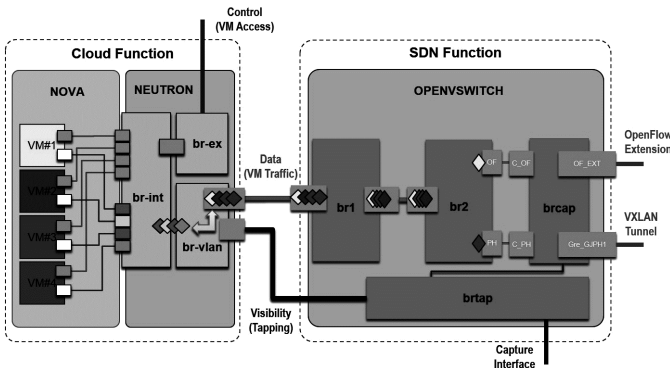 Control
(VM Access)
Cloud Function
SDN Function
NOVA
NEUTRON
OPENVSWITCH
br-ex
VM#1
OpenFlow
Extension
Data
(VM Traffic)
OF
C_OF
OF_EXT
VM#2
br-int
br1
br2
brcap
VM#3
br-vlan
PH
C_PH
Gre_GJPH1
VXLAN
Tunnel
VM#4
brtap
Visibility
(Tapping)
Capture
Interface